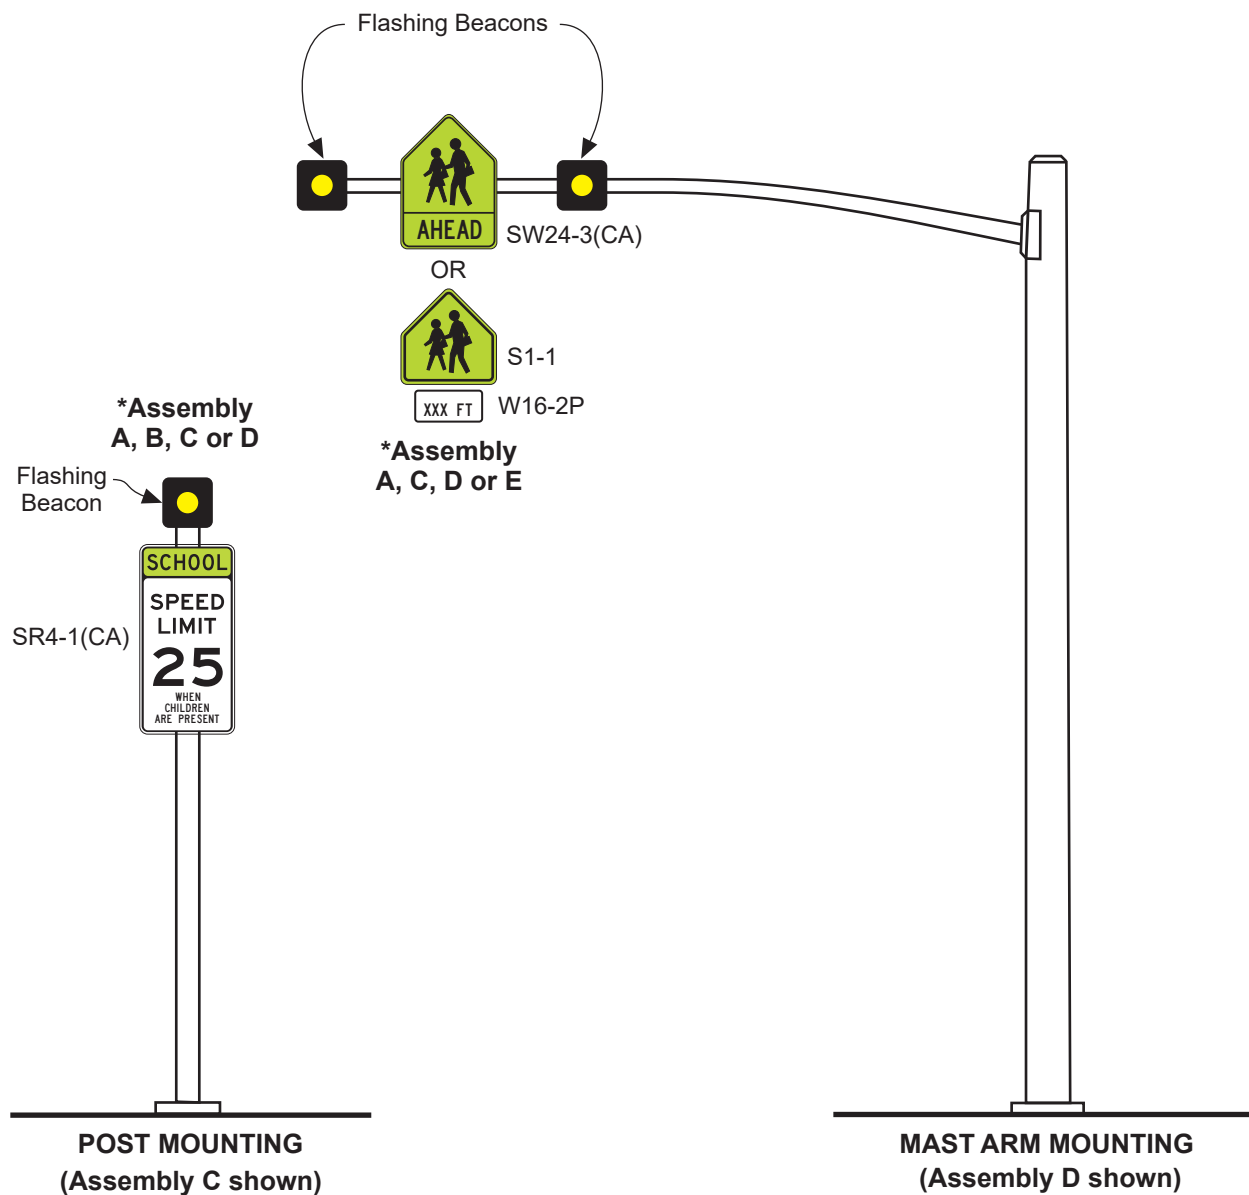 Flashing Beacons
AHEAD
SW24-3(CA)
OR
S1-1
XXX FT
W16-2P
*Assembly
A, C, D or E
*Assembly
A, B, C or D
Flashing
Beacon
SCHOOL
SPEED
LIMIT
25
WHEN
CHILDREN
ARE PRESENT
SR4-1(CA)
POST MOUNTING
(Assembly C shown)
MAST ARM MOUNTING
(Assembly D shown)